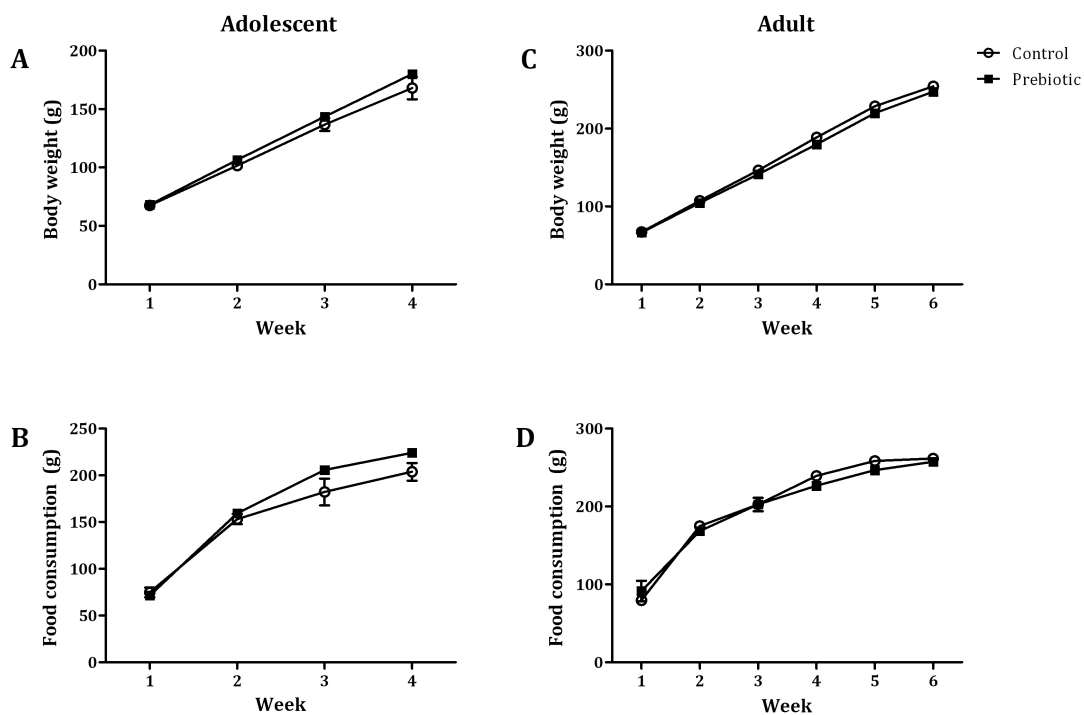 Adolescent
A
200
150
100
50
0
Body weight (g)
1 2 3 4
Week
Adult
C
300
200
100
0
Body weight (g)
1 2 3 4 5 6
Week
Control
Prebiotic
B
250
200
150
100
50
0
Food consumption (g)
1 2 3 4
Week
D
300
200
100
0
Food consumption (g)
1 2 3 4 5 6
Week